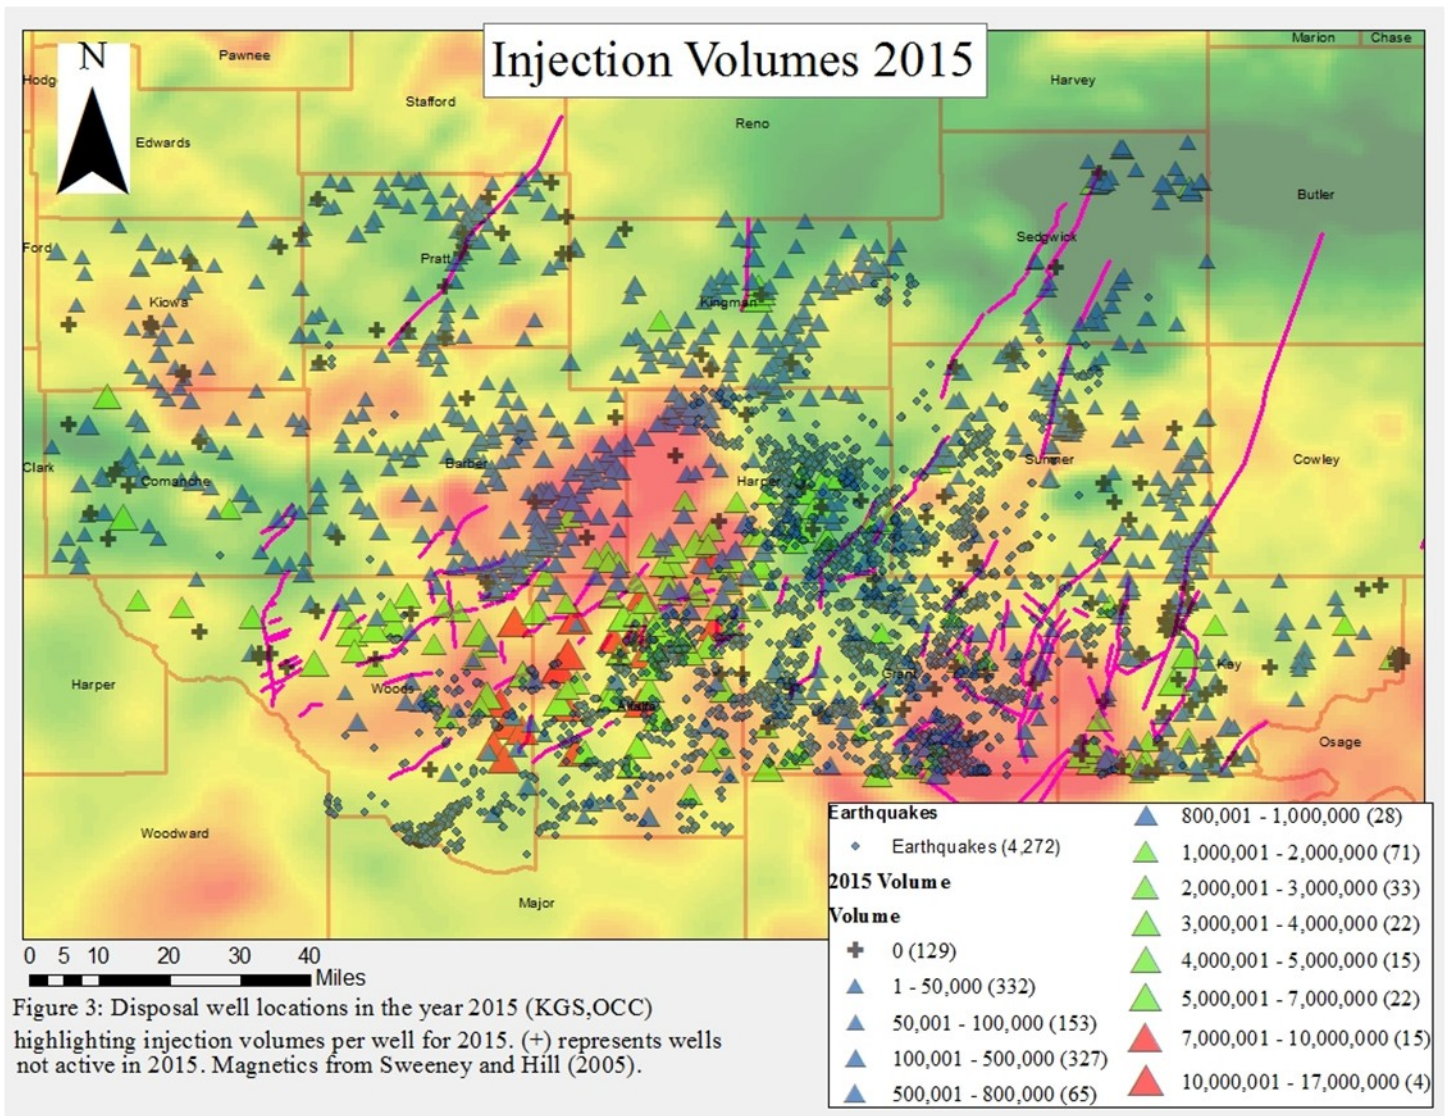 Injection Volumes 2015
N
Pawnee
Marion
Chase
Hodg
Harvey
Stafford
Reno
Edwards
Butler
Ford
Sedgwick
Pratt
Kiowa
Kingman
Clark
Barber
Sumner
Cowley
Comanche
Harper
Harper
Woods
Grant
Kay
Alfalfa
Osage
Woodward
Major
0 5 10 20 30 40
Miles
Figure 3: Disposal well locations in the year 2015 (KGS,OCC)
highlighting injection volumes per well for 2015. (+) represents wells
not active in 2015. Magnetics from Sweeney and Hill (2005).
Earthquakes
Earthquakes (4,272)
2015 Volume
Volume
0 (129)
1 - 50,000 (332)
50,001 - 100,000 (153)
100,001 - 500,000 (327)
500,001 - 800,000 (65)
800,001 - 1,000,000 (28)
1,000,001 - 2,000,000 (71)
2,000,001 - 3,000,000 (33)
3,000,001 - 4,000,000 (22)
4,000,001 - 5,000,000 (15)
5,000,001 - 7,000,000 (22)
7,000,001 - 10,000,000 (15)
10,000,001 - 17,000,000 (4)